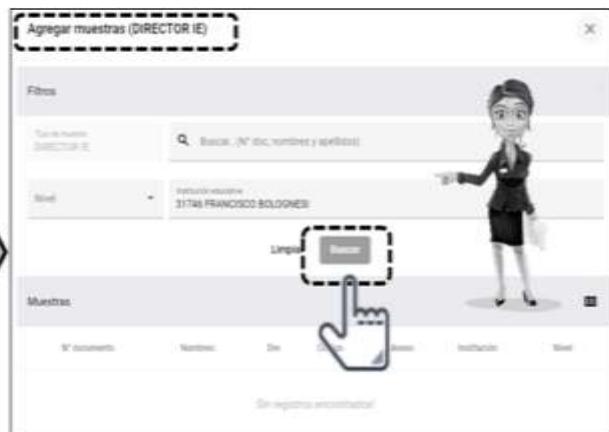 Agregar muestras (DIRECTOR IE)
Filtros
Tipo de muestra
DIRECTOR IE
Buscar... (N° doc, nombres y apellidos)
Nivel
Institución educativa
31746 FRANCISCO BOLOGNESI
Limpiar Buscar
Muestras
N° documento Nombres Dre Institución Nivel
Sin registros encontrados!